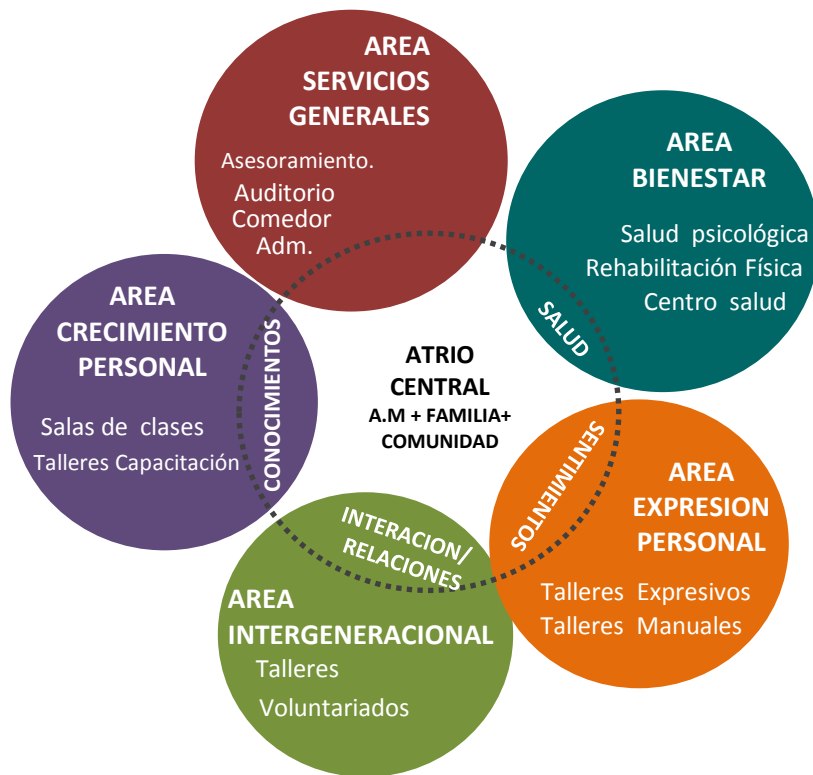 AREA
SERVICIOS
GENERALES
Asesoramiento.
Auditorio
Comedor
Adm.
AREA
BIENESTAR
Salud psicológica
Rehabilitación Física
Centro salud
SALUD
AREA
CRECIMIENTO
PERSONAL
Salas de clases
Talleres Capacitación
CONOCIMIENTOS
ATRIO
CENTRAL
A.M + FAMILIA+
COMUNIDAD
SENTIMIENTOS
AREA
EXPRESION
PERSONAL
Talleres Expresivos
Talleres Manuales
INTERACION/
RELACIONES
AREA
INTERGENERACIONAL
Talleres
Voluntariados